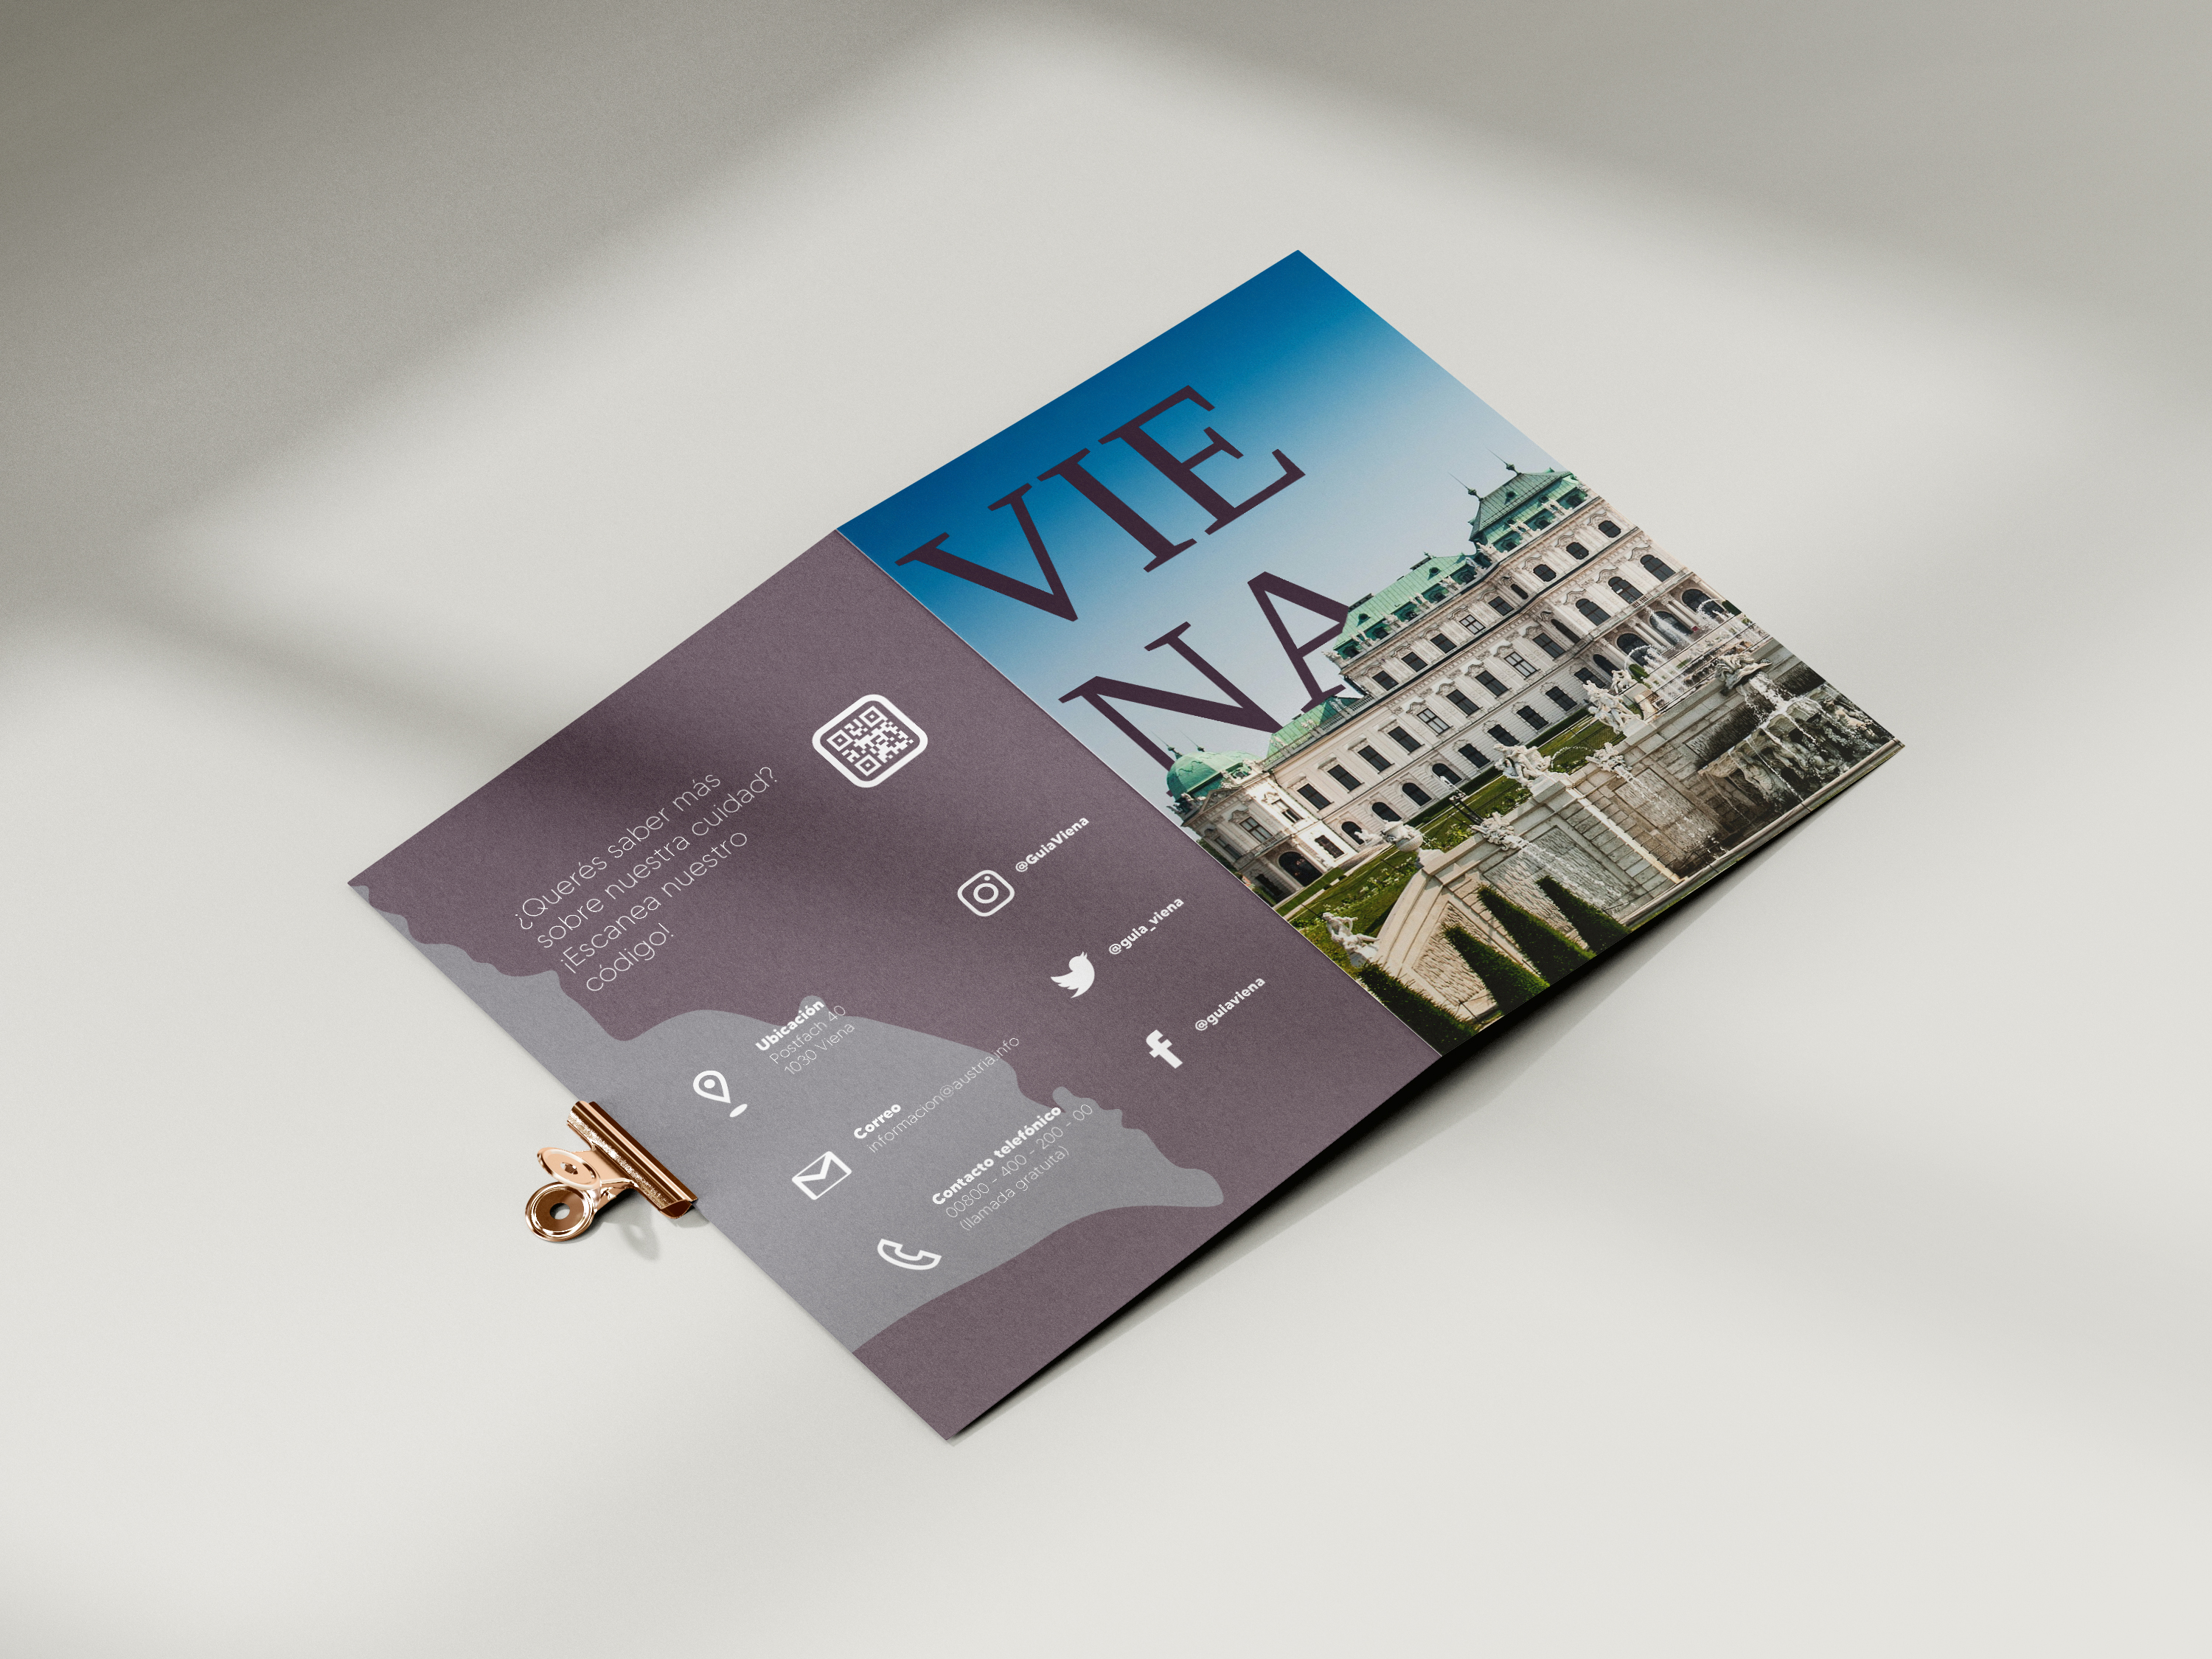 VIE
NA
¿Querés saber más
sobre nuestra cuidad?
¡Escanea nuestro
código!
@GuiaViena
@guia_viena
@guiaviena
Ubicación
Postfach 40
1030 Viena
Correo
informacion@austria.info
Contacto telefónico
00800 - 400 - 200 - 00
(llamada gratuita)